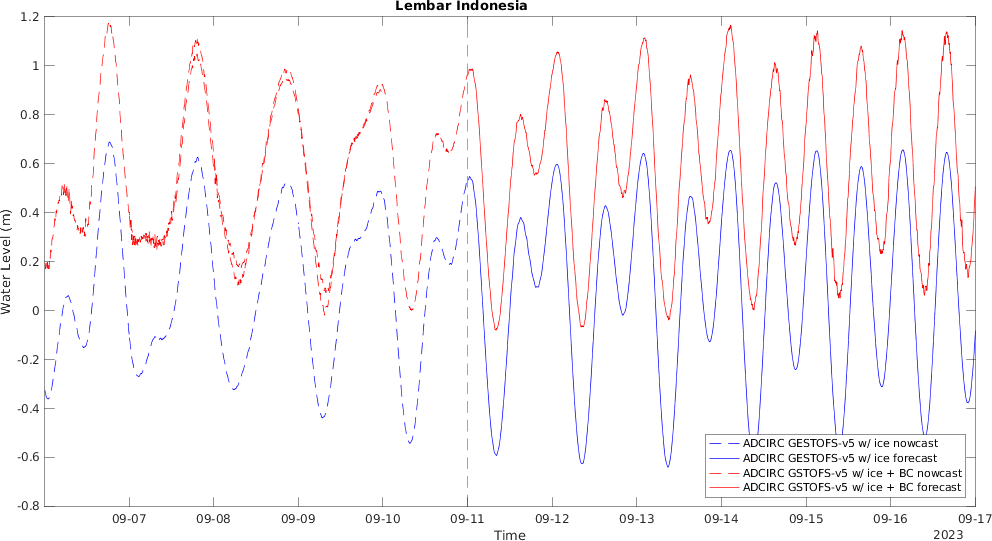 Lembar Indonesia
1.2
1
0.8
0.6
0.4
0.2
0
-0.2
-0.4
-0.6
-0.8
Water Level (m)
ADCIRC GESTOFS-v5 w/ ice nowcast
ADCIRC GESTOFS-v5 w/ ice forecast
ADCIRC GSTOFS-v5 w/ ice + BC nowcast
ADCIRC GSTOFS-v5 w/ ice + BC forecast
09-07 09-08 09-09 09-10 09-11 09-12 09-13 09-14 09-15 09-16 09-17
Time
2023